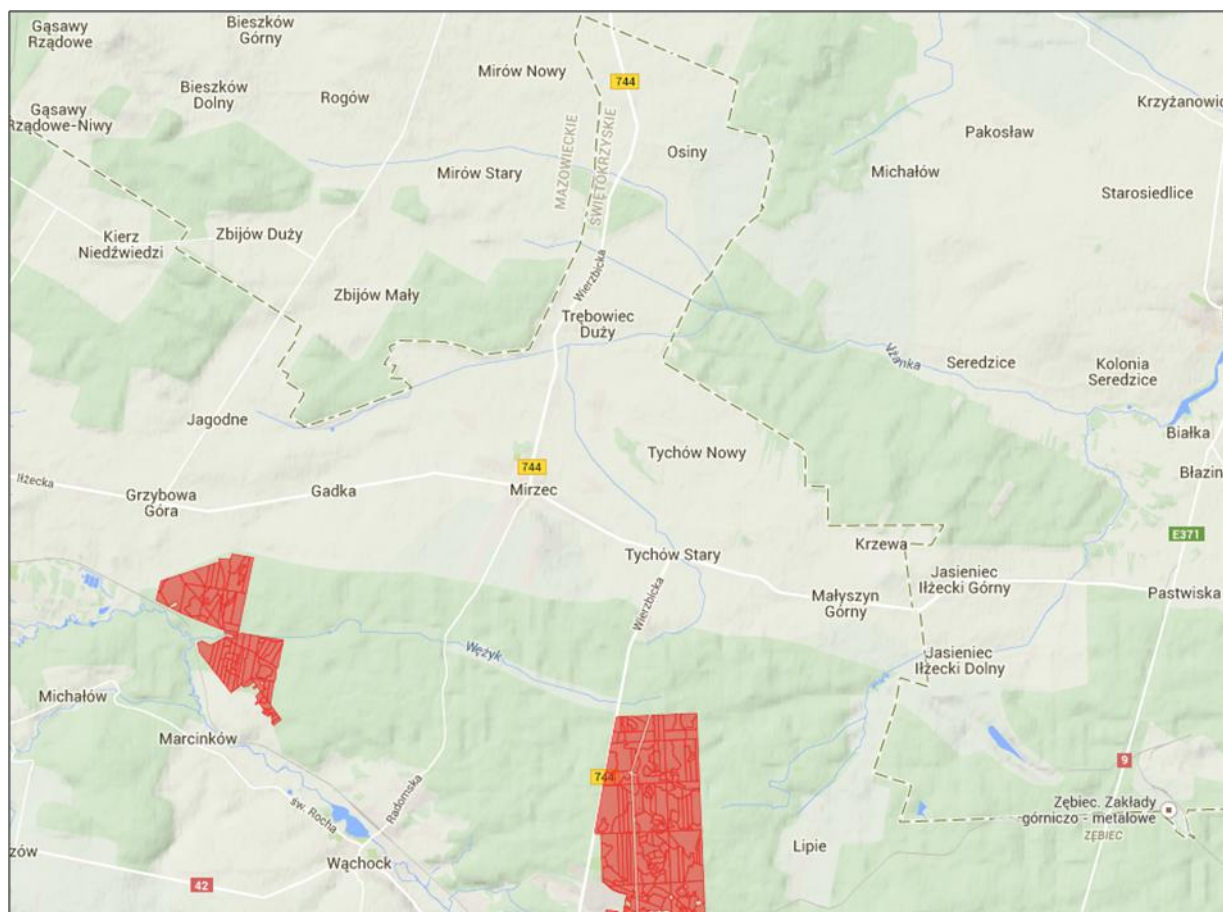 Gąsawy
Rządowe
Bieszków
Górny
Mirów Nowy
744
Bieszków
Dolny
Rogów
Gąsawy
Rządowe-Niwy
Krzyżanowic
Pakosław
MAZOWIECKIE
ŚWIĘTOKRZYSKIE
Osiny
Mirów Stary
Michałów
Starosiedlice
Kierz
Niedźwiedzi
Zbijów Duży
Zbijów Mały
Wierzbicka
Trębowiec
Duży
Seredzice
Kolonia
Seredzice
Jagodne
Białka
Tychów Nowy
744
Błazin
Iłżecka
Grzybowa
Góra
Gadka
Mirzec
E371
Krzewa
Tychów Stary
Jasieniec
Iłżecki Górny
Małyszyn
Górny
Pastwiska
Wierzbicka
Wężyk
Jasieniec
Iłżecki Dolny
Michałów
Marcinków
744
9
Radomska
św. Rocha
Zębiec. Zakłady
górniczo - metalowe
ZĘBIEC
Lipie
zów
Wąchock
42